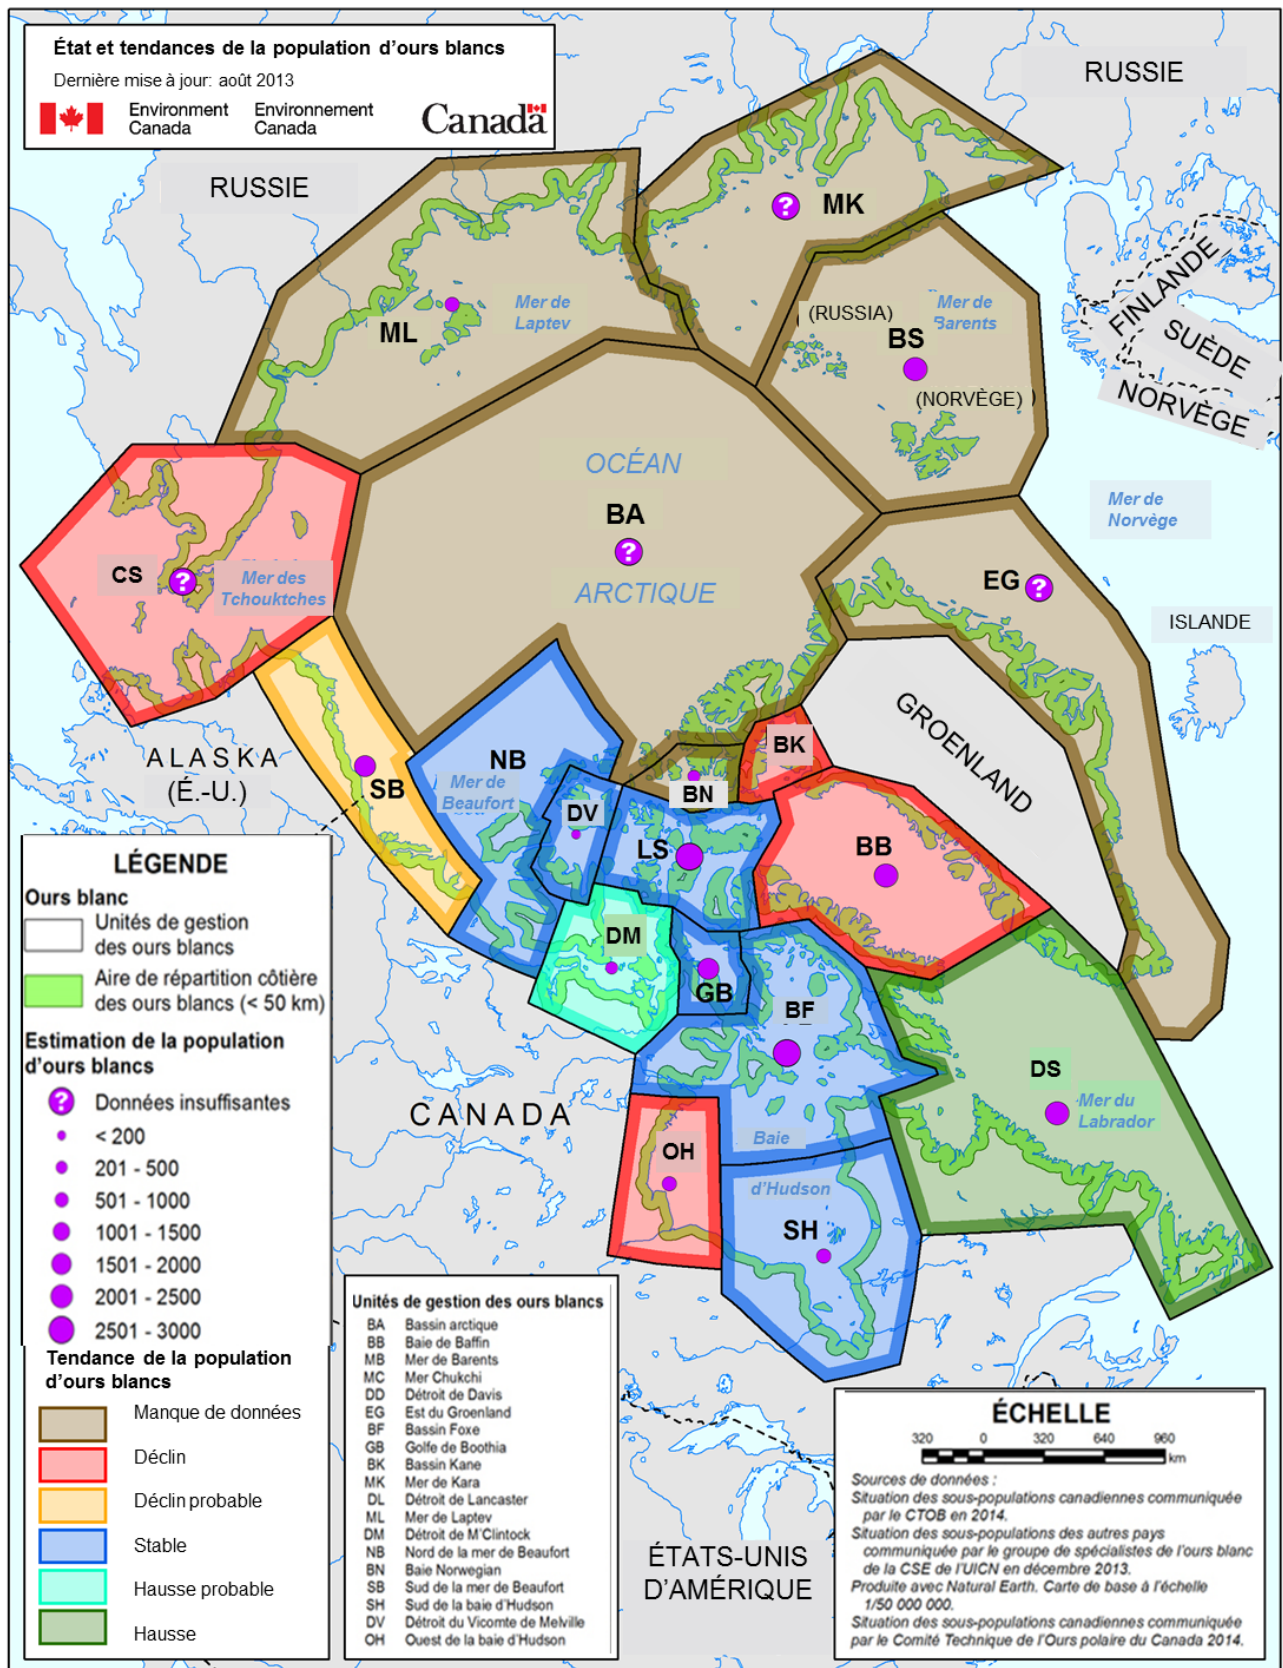 État et tendances de la population d'ours blancs
Dernière mise à jour: août 2013
Environment Canada
Environnement Canada
Canada
RUSSIE
RUSSIE
MK
Mer de
Laptev
ML
(RUSSIA)
Mer de
Barents
BS
(NORVÈGE)
FINLANDE
SUÈDE
NORVÈGE
OCÉAN
BA
ARCTIQUE
Mer de
Norvège
CS
Mer des
Tchouktches
EG
ISLANDE
GROENLAND
ALASKA
(É.-U.)
SB
NB
Mer de
Beaufort
DV
BN
BK
LS
BB
DM
GB
BF
DS
Mer du
Labrador
CANADA
OH
Baie
d'Hudson
SH
ÉTATS-UNIS
D'AMÉRIQUE
LÉGENDE
Ours blanc
Unités de gestion
des ours blancs
Aire de répartition côtière
des ours blancs (< 50 km)
Estimation de la population
d'ours blancs
? Données insuffisantes
< 200
201 - 500
501 - 1000
1001 - 1500
1501 - 2000
2001 - 2500
2501 - 3000
Tendance de la population
d'ours blancs
Manque de données
Déclin
Déclin probable
Stable
Hausse probable
Hausse
Unités de gestion des ours blancs
BA Bassin arctique
BB Baie de Baffin
MB Mer de Barents
MC Mer Chukchi
DD Détroit de Davis
EG Est du Groenland
BF Bassin Foxe
GB Golfe de Boothia
BK Bassin Kane
MK Mer de Kara
DL Détroit de Lancaster
ML Mer de Laptev
DM Détroit de M'Clintock
NB Nord de la mer de Beaufort
BN Baie Norwegian
SB Sud de la mer de Beaufort
SH Sud de la baie d'Hudson
DV Détroit du Vicomte de Melville
OH Ouest de la baie d'Hudson
ÉCHELLE
320 0 320 640 960
km
Sources de données :
Situation des sous-populations canadiennes communiquée
par le CTOB en 2014.
Situation des sous-populations des autres pays
communiquée par le groupe de spécialistes de l'ours blanc
de la CSE de l'UICN en décembre 2013.
Produite avec Natural Earth. Carte de base à l'échelle
1/50 000 000.
Situation des sous-populations canadiennes communiquée
par le Comité Technique de l'Ours polaire du Canada 2014.